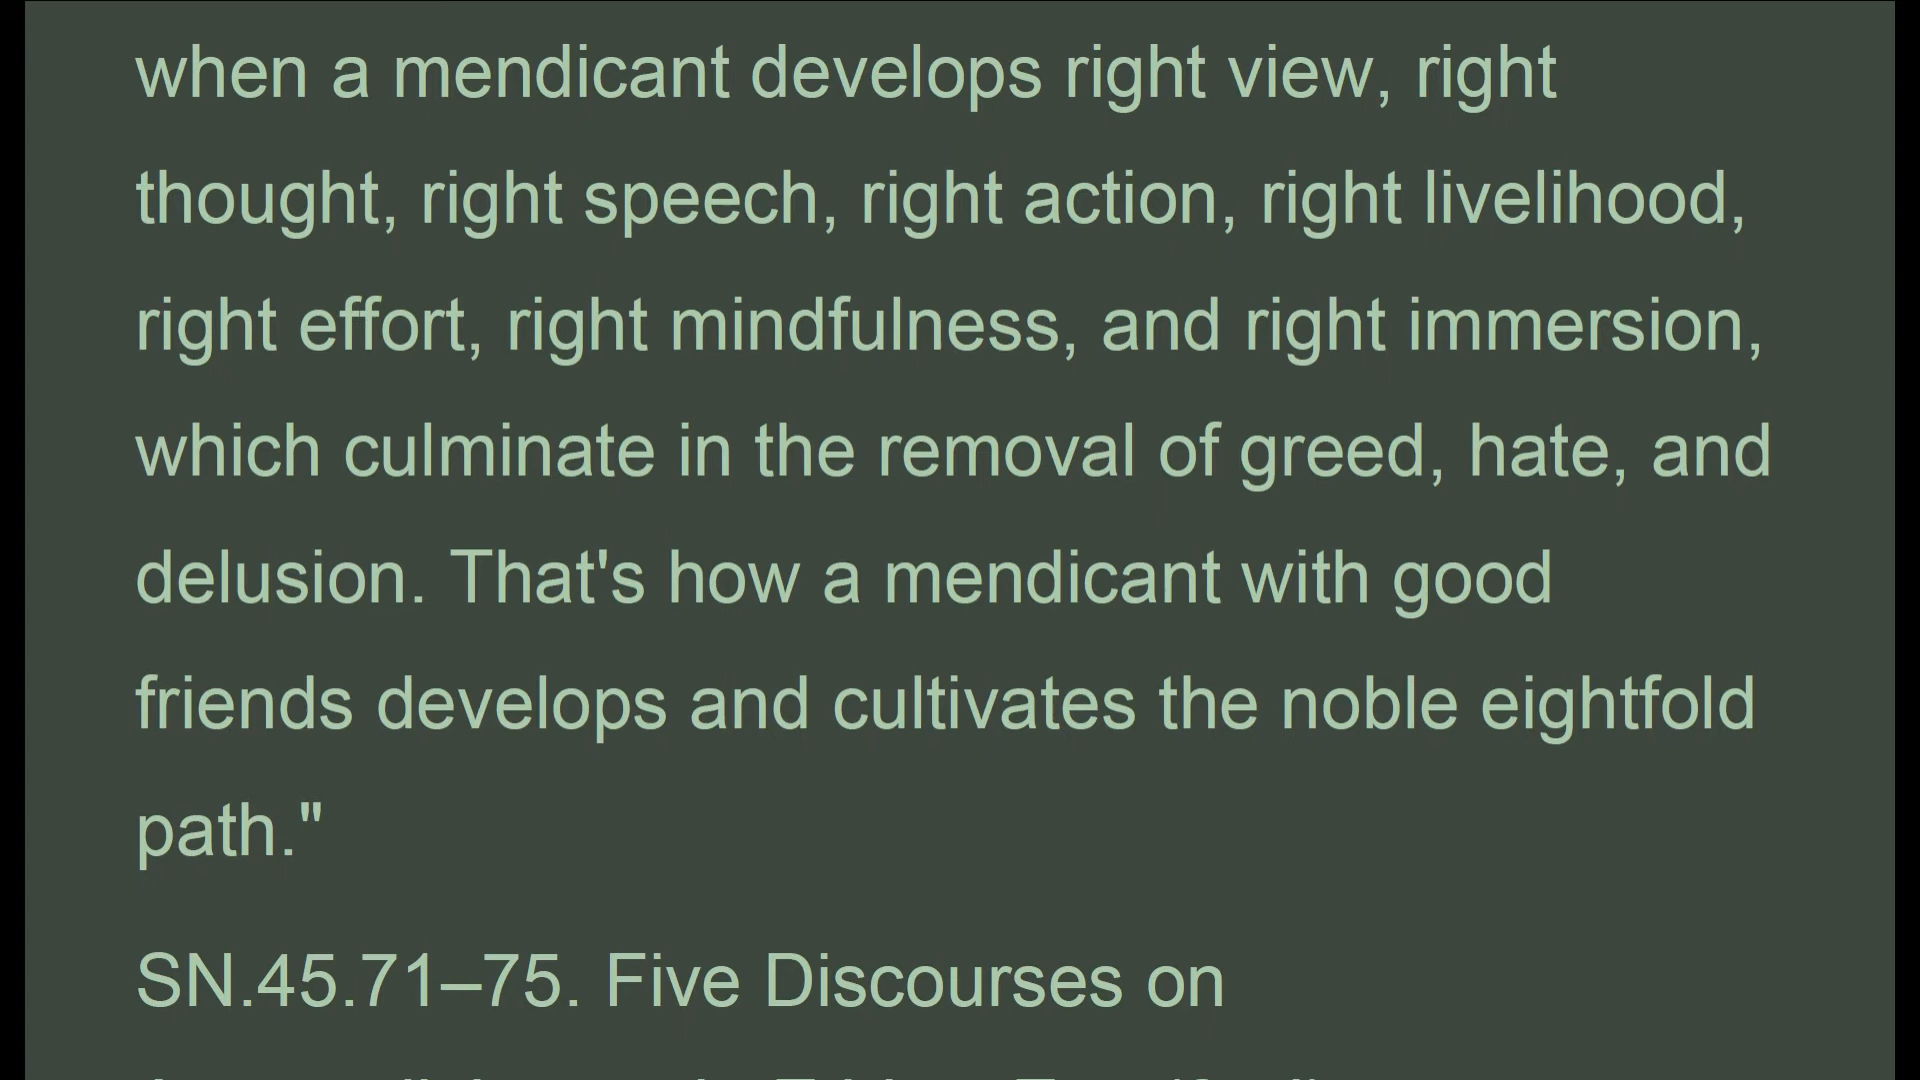 when a mendicant develops right view, right
thought, right speech, right action, right livelihood,
right effort, right mindfulness, and right immersion,
which culminate in the removal of greed, hate, and
delusion. That's how a mendicant with good
friends develops and cultivates the noble eightfold
path."
SN.45.71–75. Five Discourses on